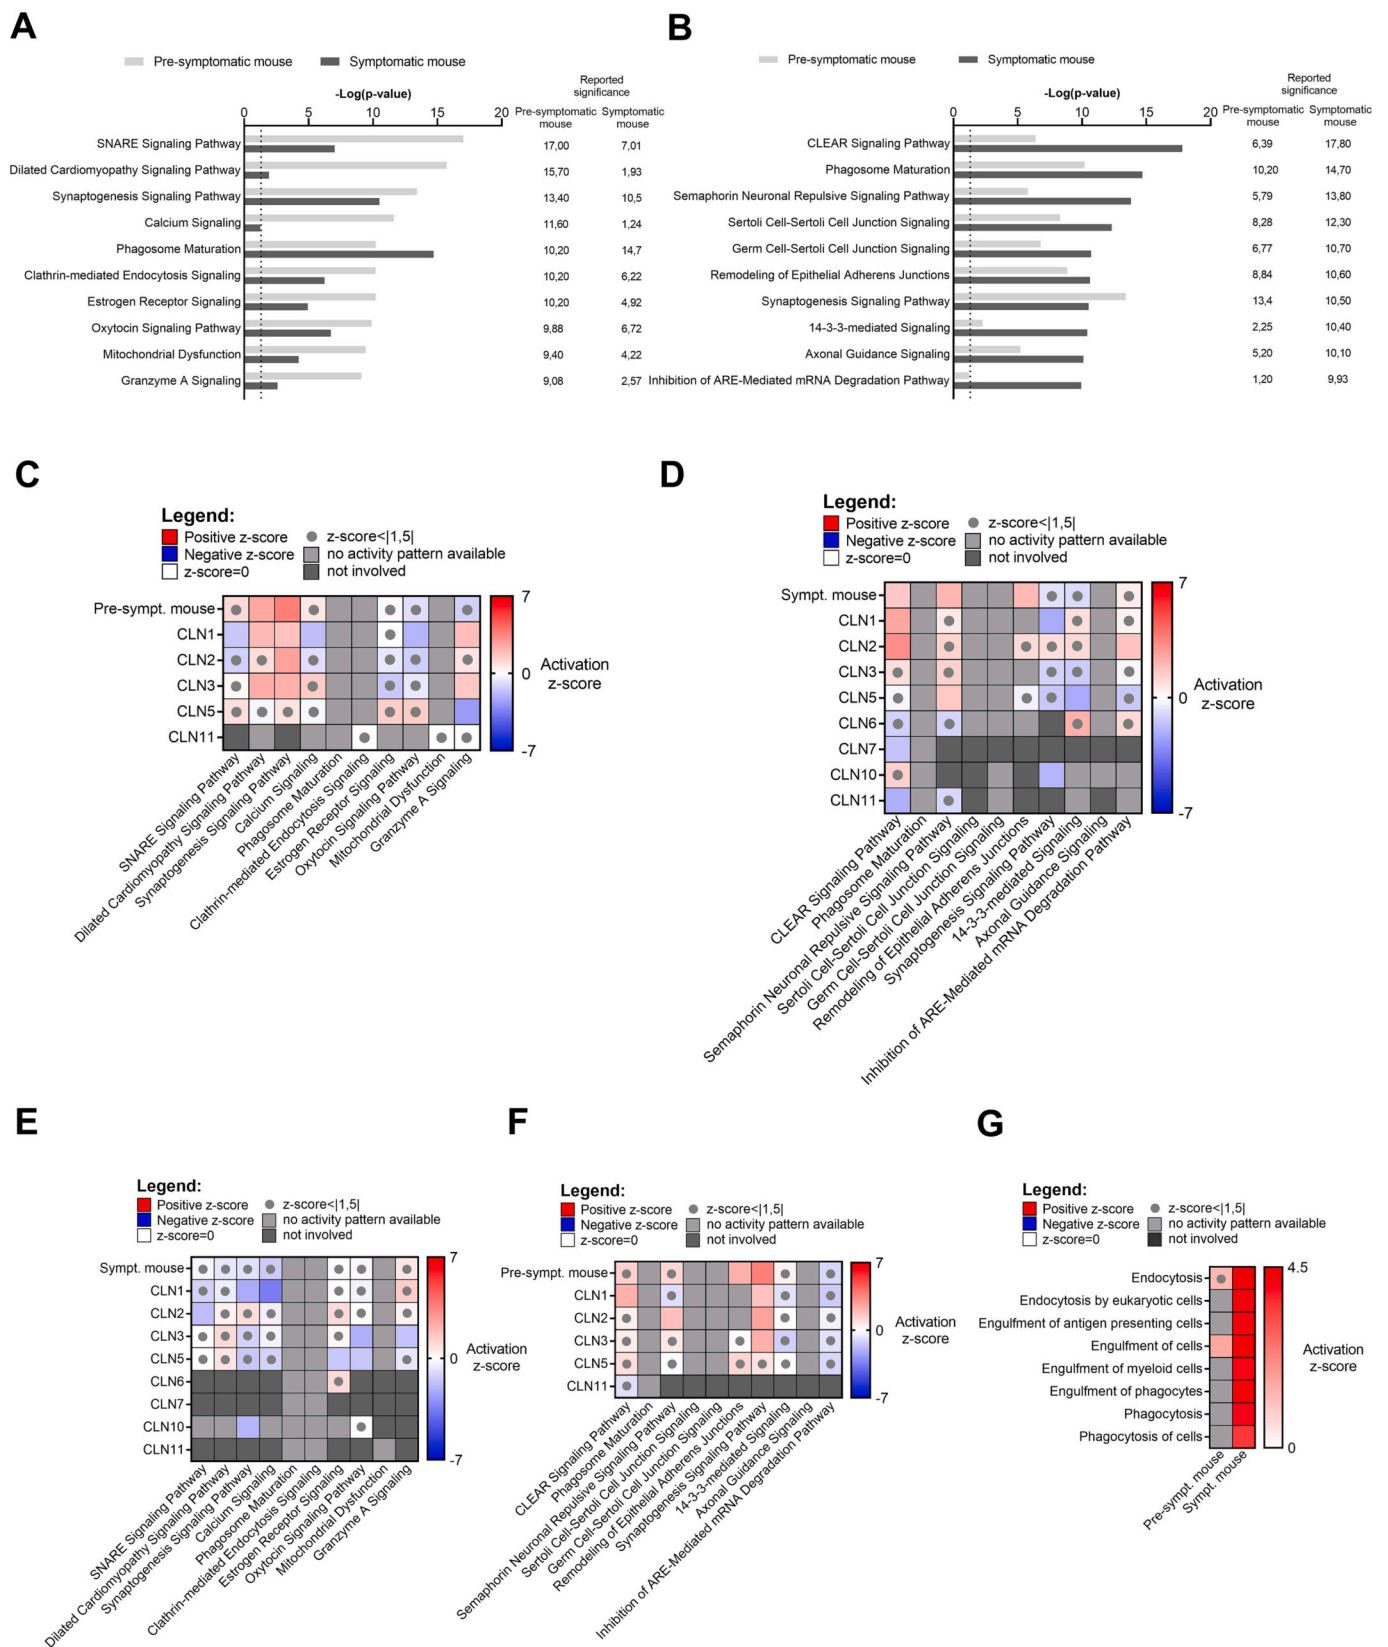 A
Pre-symptomatic mouse
Symptomatic mouse
-Log(p-value)
0 5 10 15 20
Reported significance
Pre-symptomatic mouse
Symptomatic mouse
SNARE Signaling Pathway 17,00 7,01
Dilated Cardiomyopathy Signaling Pathway 15,70 1,93
Synaptogenesis Signaling Pathway 13,40 10,5
Calcium Signaling 11,60 1,24
Phagosome Maturation 10,20 14,7
Clathrin-mediated Endocytosis Signaling 10,20 6,22
Estrogen Receptor Signaling 10,20 4,92
Oxytocin Signaling Pathway 9,88 6,72
Mitochondrial Dysfunction 9,40 4,22
Granzyme A Signaling 9,08 2,57
B
Pre-symptomatic mouse
Symptomatic mouse
-Log(p-value)
0 5 10 15 20
Reported significance
Pre-symptomatic mouse
Symptomatic mouse
CLEAR Signaling Pathway 6,39 17,80
Phagosome Maturation 10,20 14,70
Semaphorin Neuronal Repulsive Signaling Pathway 5,79 13,80
Sertoli Cell-Sertoli Cell Junction Signaling 8,28 12,30
Germ Cell-Sertoli Cell Junction Signaling 6,77 10,70
Remodeling of Epithelial Adherens Junctions 8,84 10,60
Synaptogenesis Signaling Pathway 13,4 10,50
14-3-3-mediated Signaling 2,25 10,40
Axonal Guidance Signaling 5,20 10,10
Inhibition of ARE-Mediated mRNA Degradation Pathway 1,20 9,93
C
Legend:
Positive z-score
z-score<|1,5|
Negative z-score
no activity pattern available
z-score=0
not involved
Pre-sympt. mouse
CLN1
CLN2
CLN3
CLN5
CLN11
7
0
-7
Activation z-score
SNARE Signaling Pathway
Dilated Cardiomyopathy Signaling Pathway
Synaptogenesis Signaling Pathway
Calcium Signaling
Phagosome Maturation
Clathrin-mediated Endocytosis Signaling
Estrogen Receptor Signaling
Oxytocin Signaling Pathway
Mitochondrial Dysfunction
Granzyme A Signaling
D
Legend:
Positive z-score
z-score<|1,5|
Negative z-score
no activity pattern available
z-score=0
not involved
Sympt. mouse
CLN1
CLN2
CLN3
CLN5
CLN6
CLN7
CLN10
CLN11
7
0
-7
Activation z-score
CLEAR Signaling Pathway
Phagosome Maturation
Semaphorin Neuronal Repulsive Signaling Pathway
Sertoli Cell-Sertoli Cell Junction Signaling
Germ Cell-Sertoli Cell Junction Signaling
Remodeling of Epithelial Adherens Junctions
Synaptogenesis Signaling Pathway
14-3-3-mediated Signaling
Axonal Guidance Signaling
Inhibition of ARE-Mediated mRNA Degradation Pathway
E
Legend:
Positive z-score
z-score<|1,5|
Negative z-score
no activity pattern available
z-score=0
not involved
Sympt. mouse
CLN1
CLN2
CLN3
CLN5
CLN6
CLN7
CLN10
CLN11
7
0
-7
Activation z-score
SNARE Signaling Pathway
Dilated Cardiomyopathy Signaling Pathway
Synaptogenesis Signaling Pathway
Calcium Signaling
Phagosome Maturation
Clathrin-mediated Endocytosis Signaling
Estrogen Receptor Signaling
Oxytocin Signaling Pathway
Mitochondrial Dysfunction
Granzyme A Signaling
F
Legend:
Positive z-score
z-score<|1,5|
Negative z-score
no activity pattern available
z-score=0
not involved
Pre-sympt. mouse
CLN1
CLN2
CLN3
CLN5
CLN11
7
0
-7
Activation z-score
CLEAR Signaling Pathway
Phagosome Maturation
Semaphorin Neuronal Repulsive Signaling Pathway
Sertoli Cell-Sertoli Cell Junction Signaling
Germ Cell-Sertoli Cell Junction Signaling
Remodeling of Epithelial Adherens Junctions
Synaptogenesis Signaling Pathway
14-3-3-mediated Signaling
Axonal Guidance Signaling
Inhibition of ARE-Mediated mRNA Degradation Pathway
G
Legend:
Positive z-score
z-score<|1,5|
Negative z-score
no activity pattern available
z-score=0
not involved
Endocytosis
Endocytosis by eukaryotic cells
Engulfment of antigen presenting cells
Engulfment of cells
Engulfment of myeloid cells
Engulfment of phagocytes
Phagocytosis
Phagocytosis of cells
4.5
0
Activation z-score
Pre-sympt. mouse
Sympt. mouse